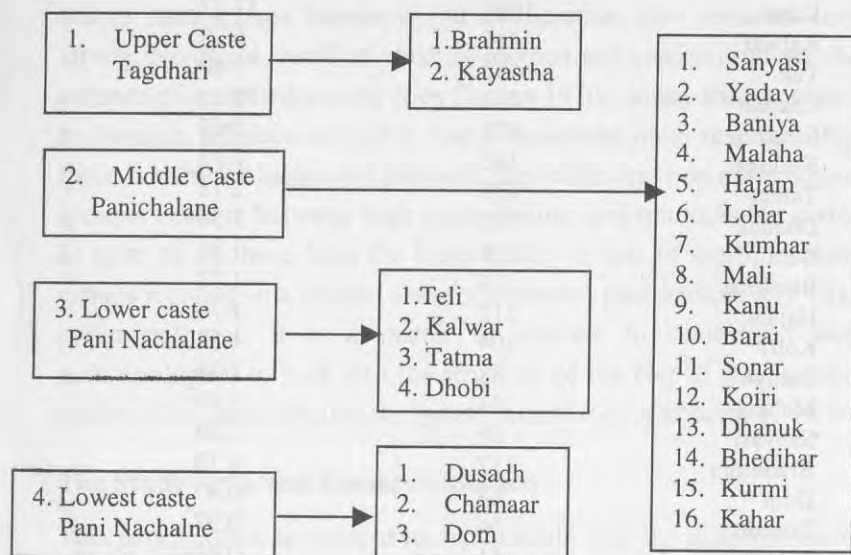 1. Upper Caste
Tagdhari
1.Brahmin
2. Kayastha
2. Middle Caste
Panichalane
1. Sanyasi
2. Yadav
3. Baniya
4. Malaha
5. Hajam
6. Lohar
7. Kumhar
8. Mali
9. Kanu
10. Barai
11. Sonar
12. Koiri
13. Dhanuk
14. Bhedihar
15. Kurmi
16. Kahar
3. Lower caste
Pani Nachalane
1.Teli
2. Kalwar
3. Tatma
4. Dhobi
4. Lowest caste
Pani Nachalne
1 Dusadh
2. Chamaar
3. Dom